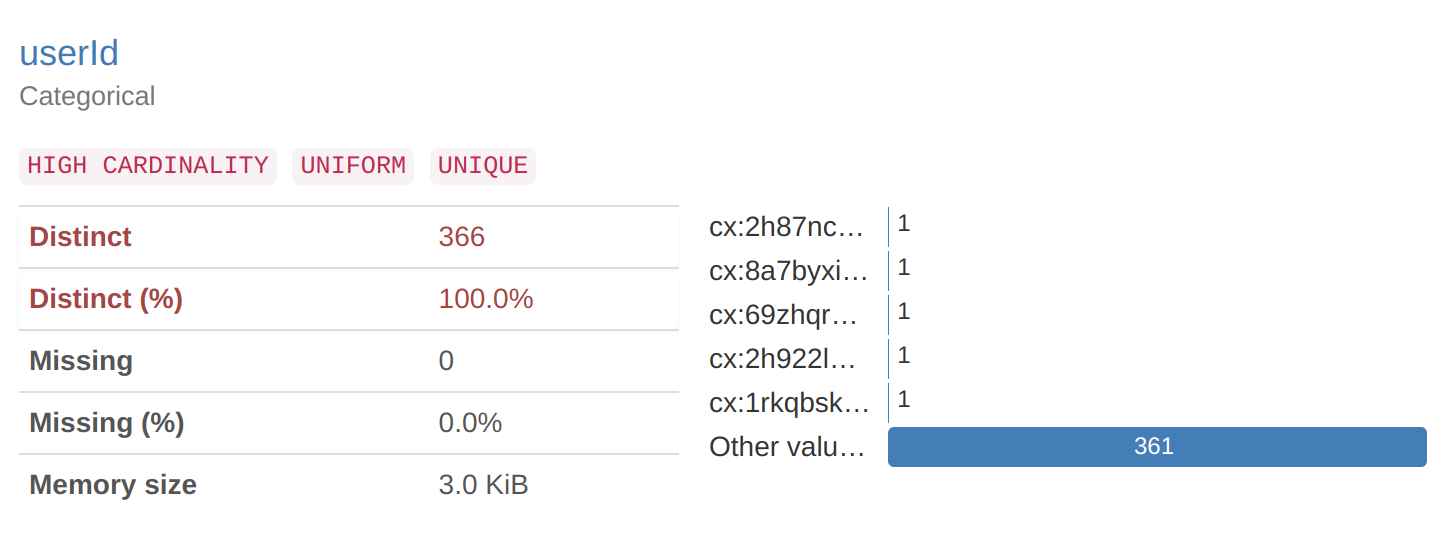 userId
Categorical
HIGH CARDINALITY UNIFORM UNIQUE
Distinct 366
Distinct (%) 100.0%
Missing 0
Missing (%) 0.0%
Memory size 3.0 KiB
cx:2h87nc… 1
cx:8a7byxi… 1
cx:69zhqr… 1
cx:2h922l… 1
cx:1rkqbsk… 1
Other valu… 361